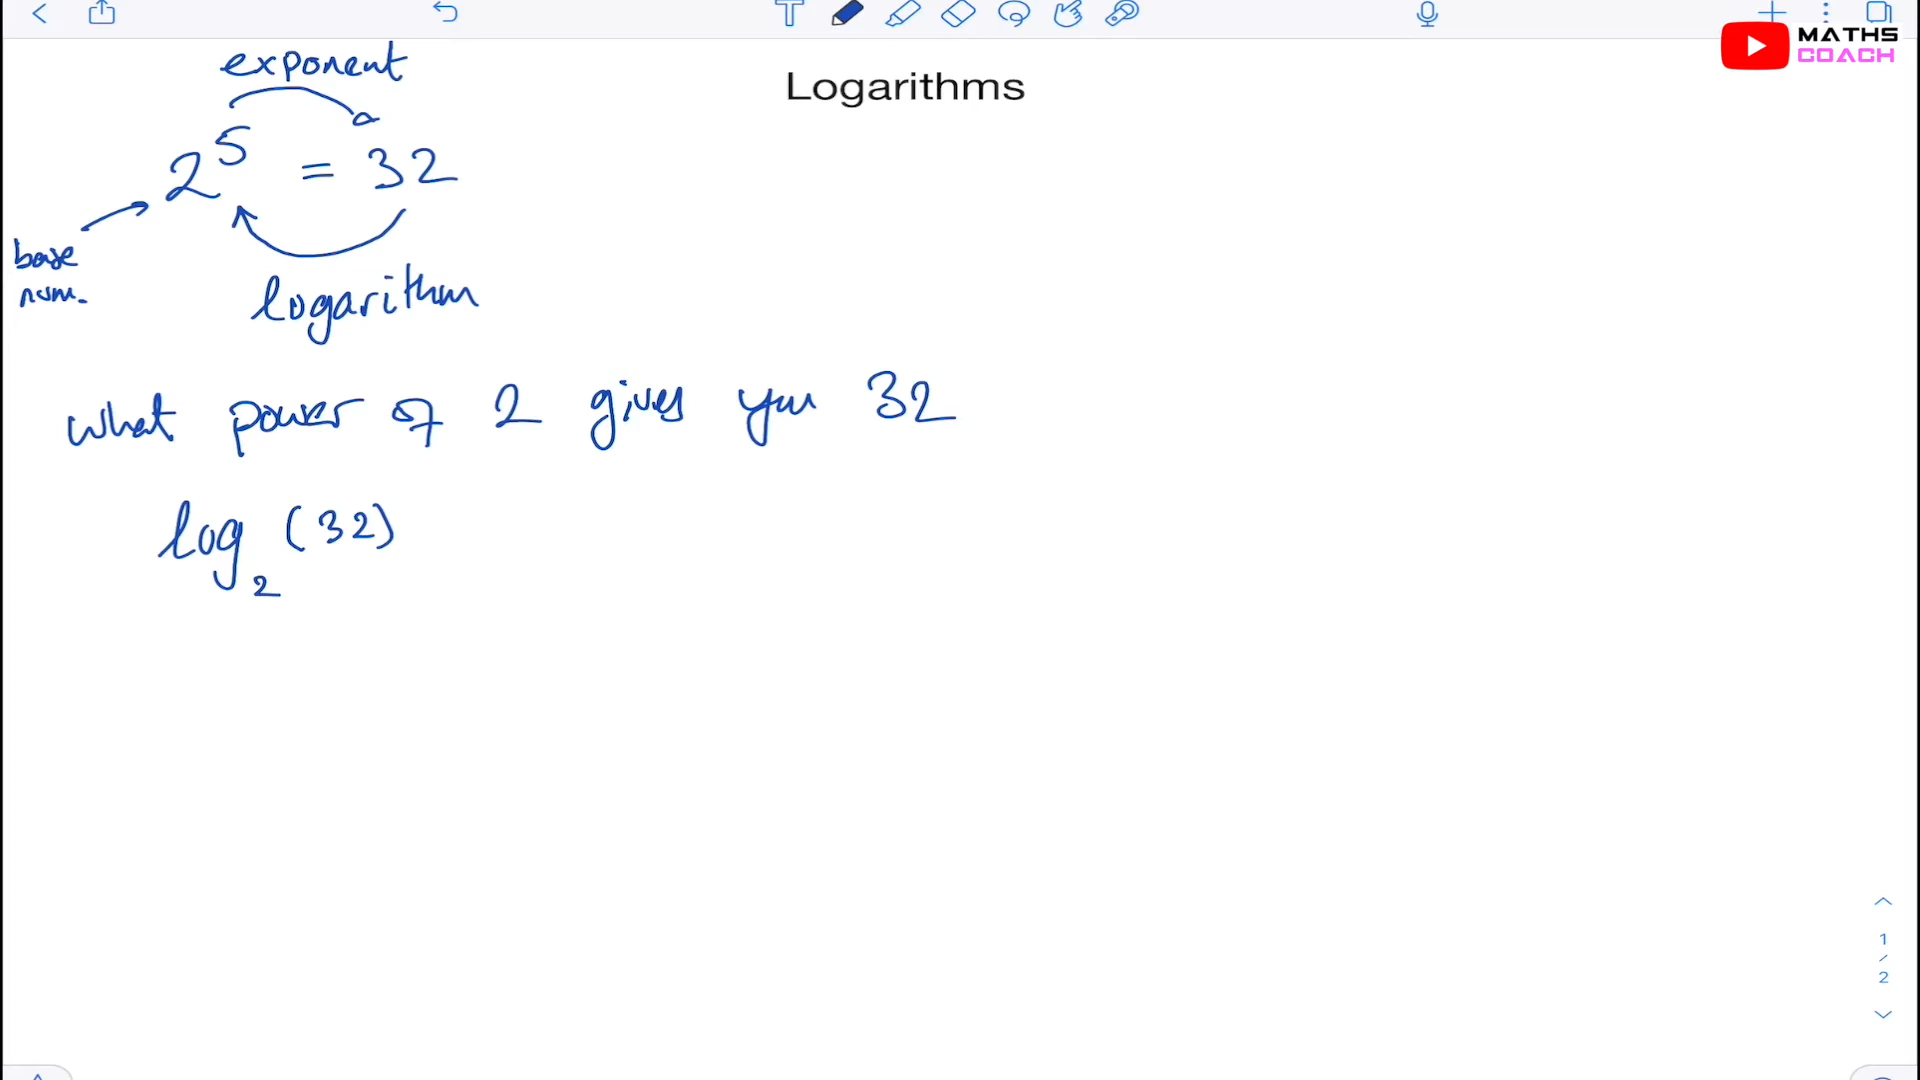 MATHS
COACH
Logarithms
exponent
2^5 = 32
base
num.
logarithm
what power of 2 gives you 32
log_2 (32)
1
/
2